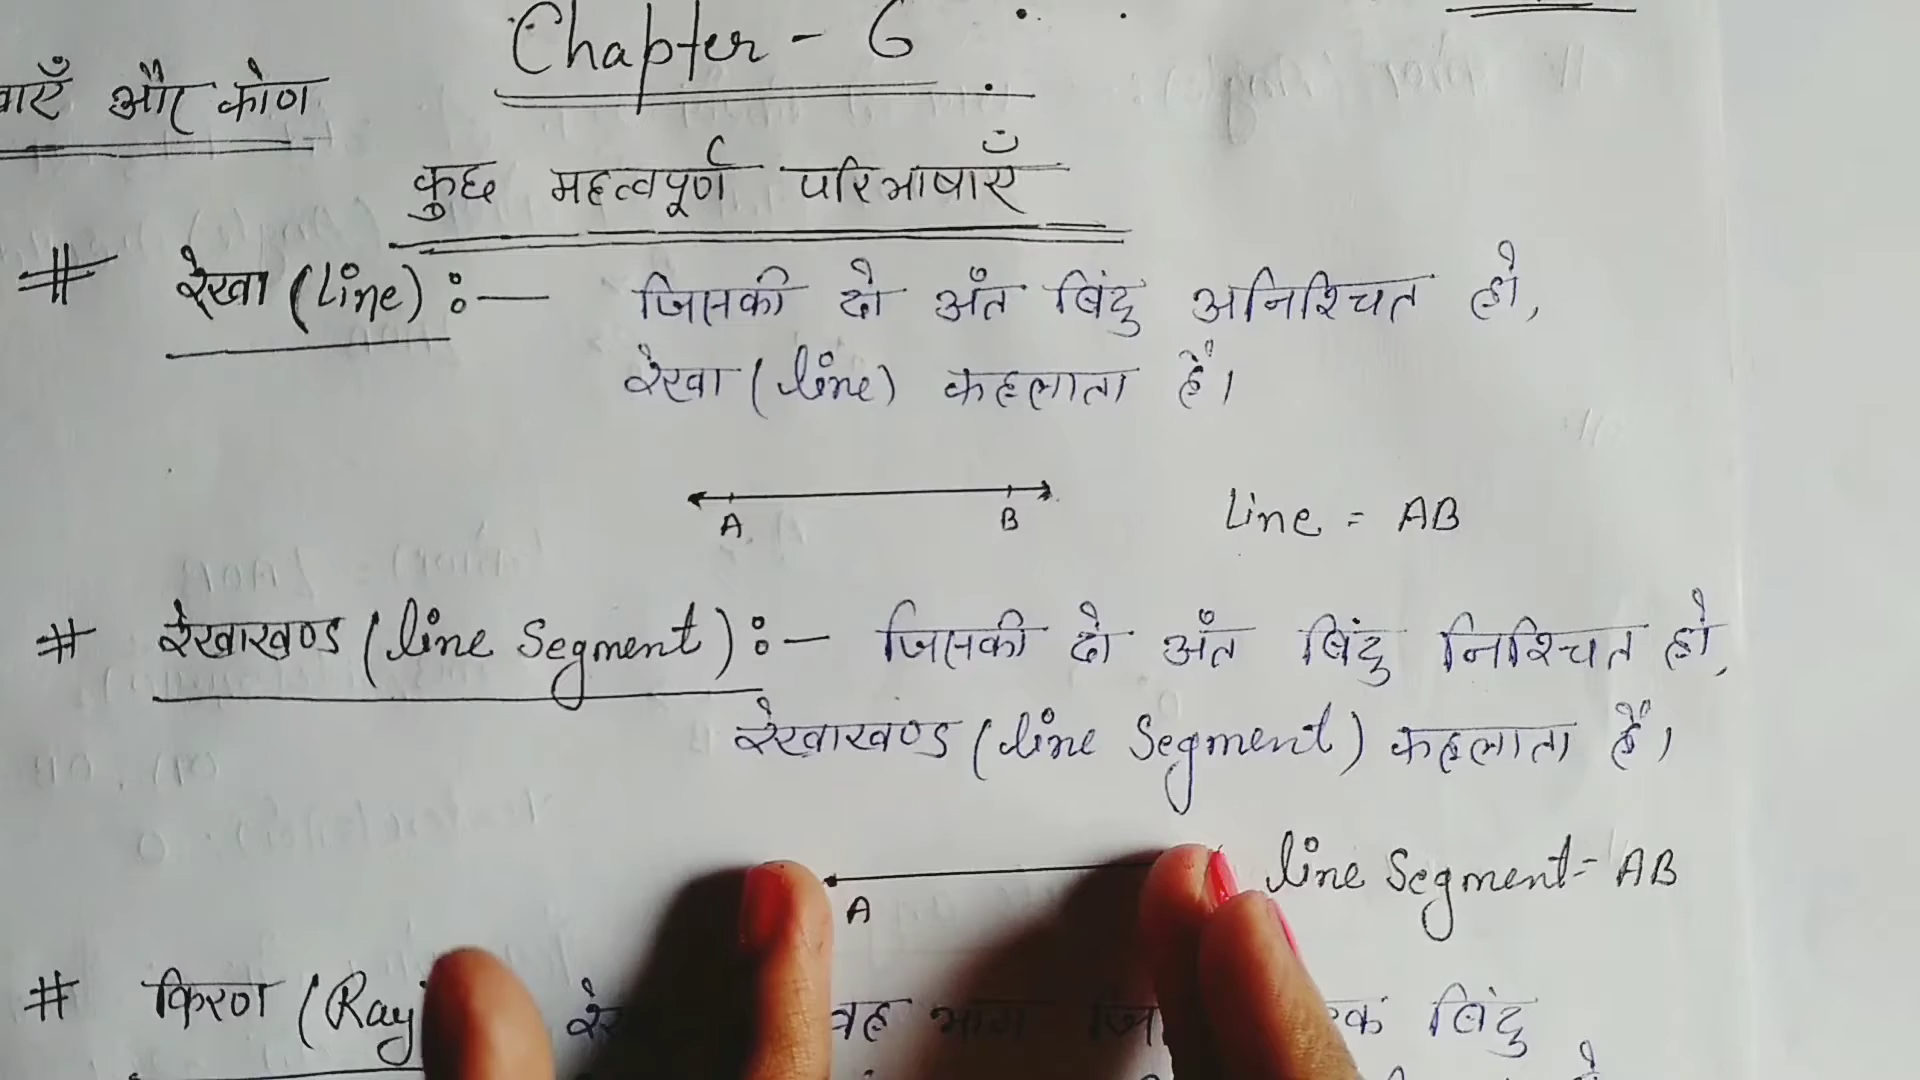 Chapter - 6
और कोण
कुछ महत्वपूर्ण परिभाषाएँ
# रेखा (line) :— जिसकी दो अंत बिंदु अनिश्चित हो,
रेखा (line) कहलाता है।
A B Line = AB
# रेखाखण्ड (line Segment) :— जिसकी दो अंत बिंदु निश्चित हो,
रेखाखण्ड (line Segment) कहलाता है।
A line Segment - AB
# किरण (Ray वह भाग बिंदु